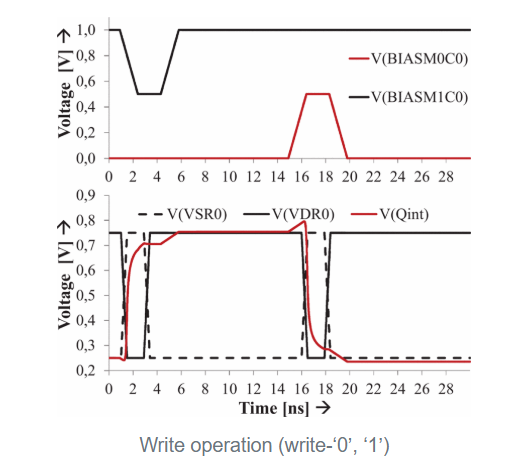 Voltage [V] →
1,0
0,8
0,6
0,4
0,2
0,0
V(BIASM0C0)
V(BIASM1C0)
0 2 4 6 8 10 12 14 16 18 20 22 24 26 28
Voltage [V] →
0,9
0,8
0,7
0,6
0,5
0,4
0,3
0,2
V(VSR0) V(VDR0) V(Qint)
0 2 4 6 8 10 12 14 16 18 20 22 24 26 28
Time [ns] →
Write operation (write-‘0’, ‘1’)